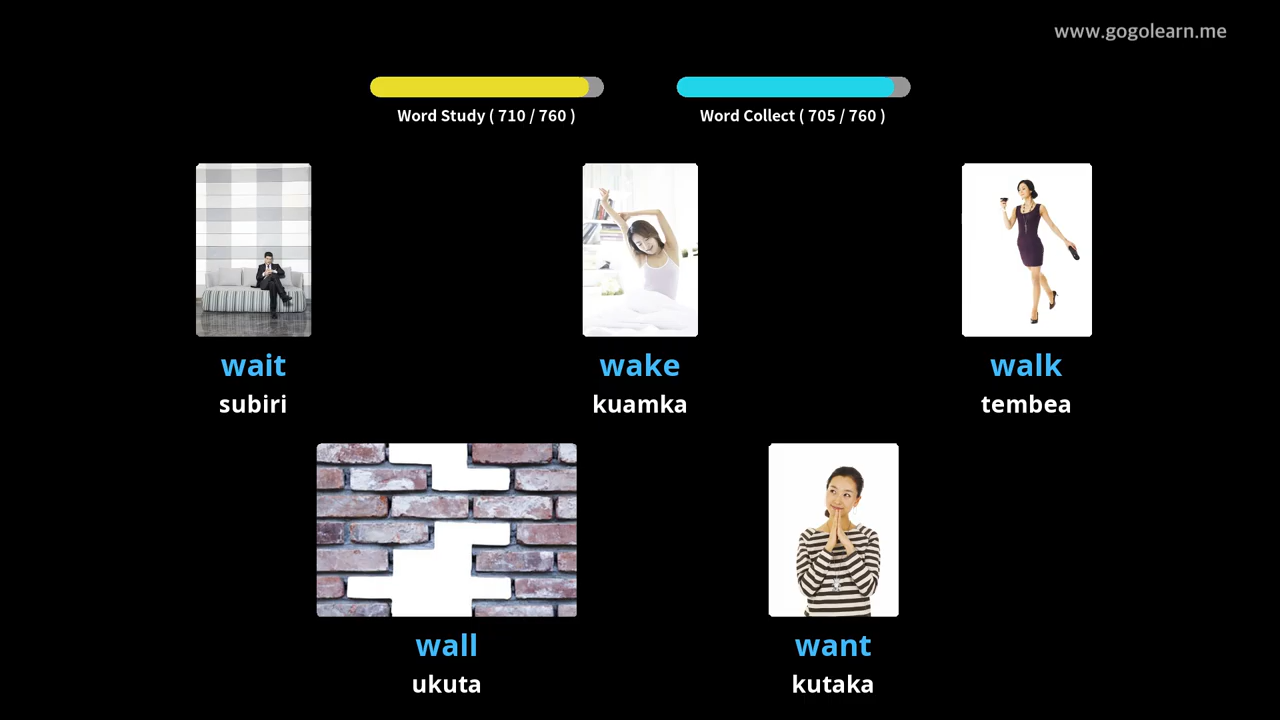 www.gogolearn.me
Word Study ( 710 / 760 )
Word Collect ( 705 / 760 )
wait
subiri
wake
kuamka
walk
tembea
wall
ukuta
want
kutaka